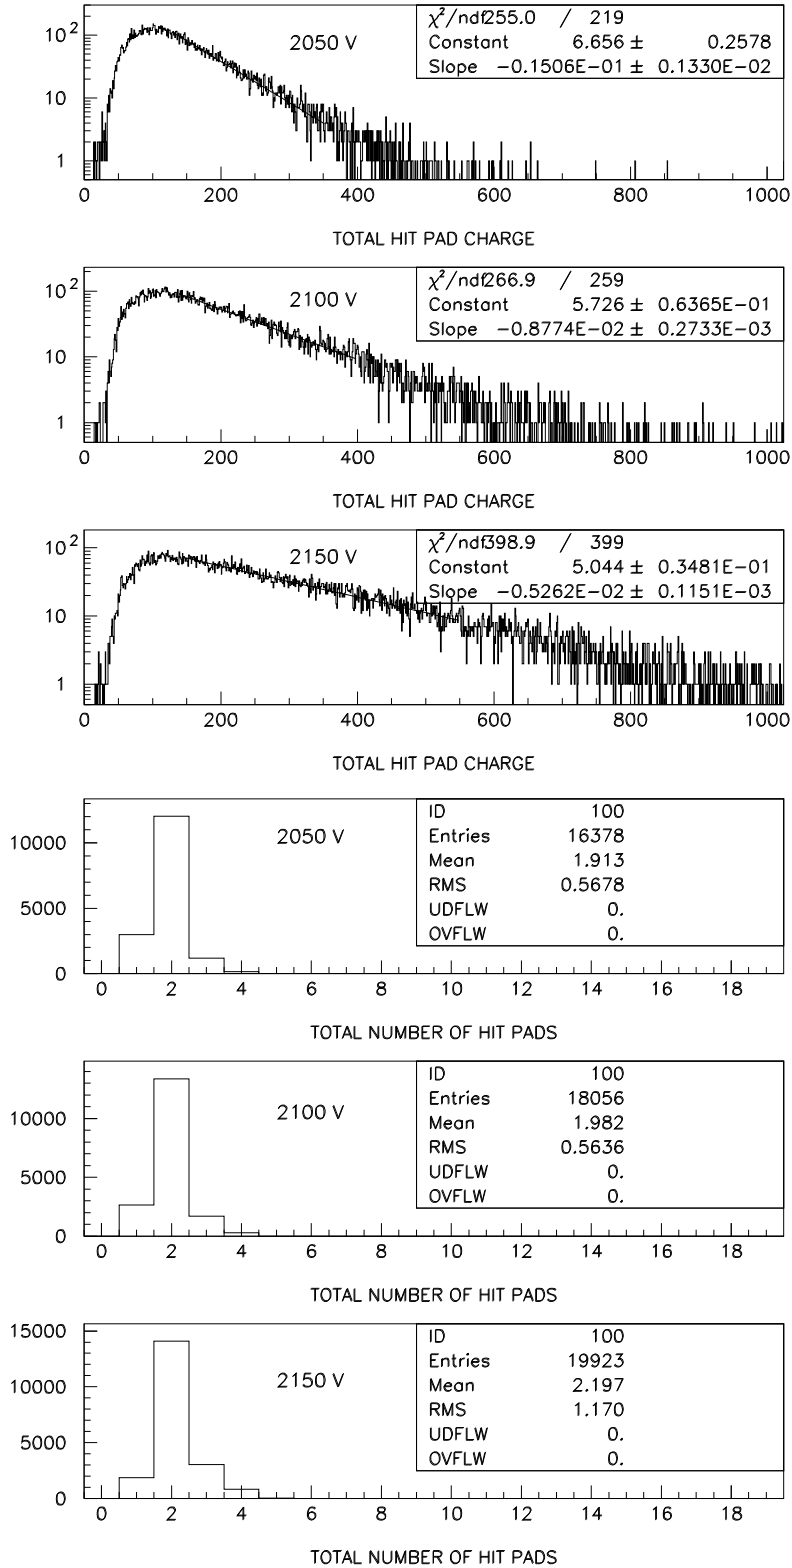 2050 V
χ²/ndf 255.0 / 219
Constant 6.656 ± 0.2578
Slope −0.1506E−01 ± 0.1330E−02
10²
10
1
0 200 400 600 800 1000
TOTAL HIT PAD CHARGE
2100 V
χ²/ndf 266.9 / 259
Constant 5.726 ± 0.6365E−01
Slope −0.8774E−02 ± 0.2733E−03
10²
10
1
0 200 400 600 800 1000
TOTAL HIT PAD CHARGE
2150 V
χ²/ndf 398.9 / 399
Constant 5.044 ± 0.3481E−01
Slope −0.5262E−02 ± 0.1151E−03
10²
10
1
0 200 400 600 800 1000
TOTAL HIT PAD CHARGE
2050 V
ID 100
Entries 16378
Mean 1.913
RMS 0.5678
UDFLW 0.
OVFLW 0.
10000
5000
0
0 2 4 6 8 10 12 14 16 18
TOTAL NUMBER OF HIT PADS
2100 V
ID 100
Entries 18056
Mean 1.982
RMS 0.5636
UDFLW 0.
OVFLW 0.
10000
5000
0
0 2 4 6 8 10 12 14 16 18
TOTAL NUMBER OF HIT PADS
2150 V
ID 100
Entries 19923
Mean 2.197
RMS 1.170
UDFLW 0.
OVFLW 0.
15000
10000
5000
0
0 2 4 6 8 10 12 14 16 18
TOTAL NUMBER OF HIT PADS